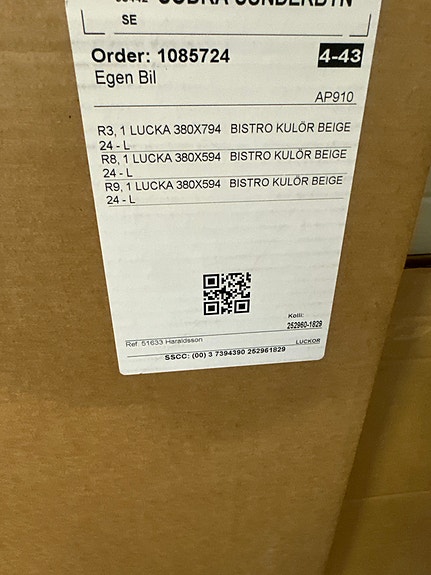 SE
Order: 1085724 4-43
Egen Bil
AP910
R3, 1 LUCKA 380X794 BISTRO KULÖR BEIGE
24 - L
R8, 1 LUCKA 380X594 BISTRO KULÖR BEIGE
24 - L
R9, 1 LUCKA 380X594 BISTRO KULÖR BEIGE
24 - L
Kolli:
252960-1829
Ref: 51633 Haraldsson LUCKOR
SSCC: (00) 3 7394390 252961829